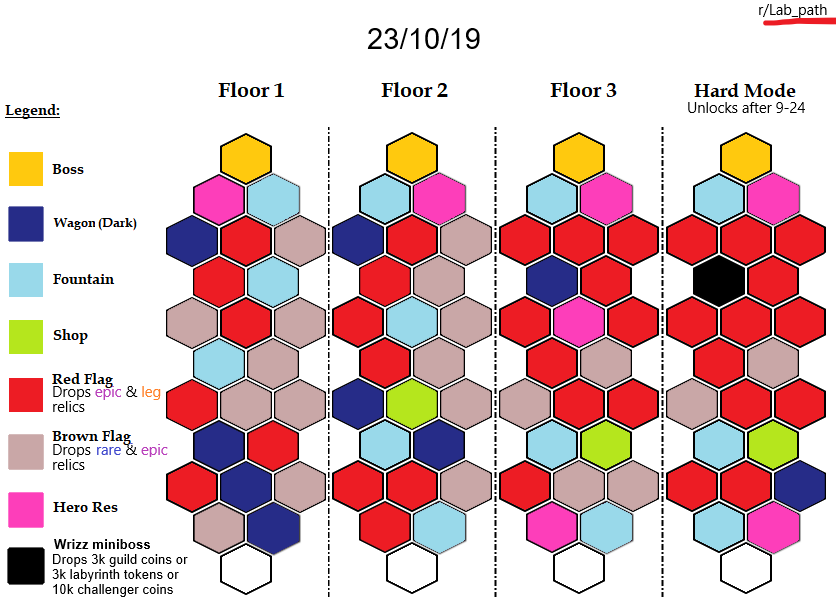 r/Lab_path
23/10/19
Floor 1
Floor 2
Floor 3
Hard Mode
Unlocks after 9-24
Legend:
Boss
Wagon (Dark)
Fountain
Shop
Red Flag
Drops epic & leg
relics
Brown Flag
Drops rare & epic
relics
Hero Res
Wrizz miniboss
Drops 3k guild coins or
3k labyrinth tokens or
10k challenger coins